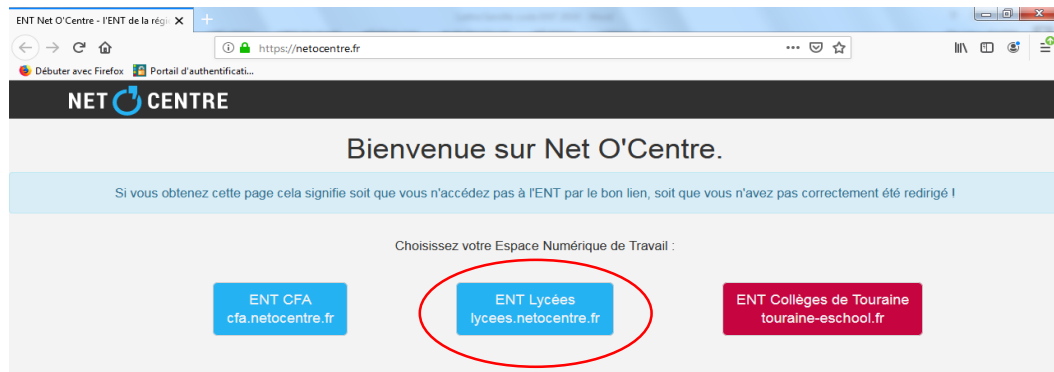 ENT Net O'Centre - l'ENT de la régi
https://netocentre.fr
Débuter avec Firefox Portail d'authentificati...
NET CENTRE
Bienvenue sur Net O'Centre.
Si vous obtenez cette page cela signifie soit que vous n'accédez pas à l'ENT par le bon lien, soit que vous n'avez pas correctement été redirigé !
Choisissez votre Espace Numérique de Travail :
ENT CFA
cfa.netocentre.fr
ENT Lycées
lycees.netocentre.fr
ENT Collèges de Touraine
touraine-eschool.fr